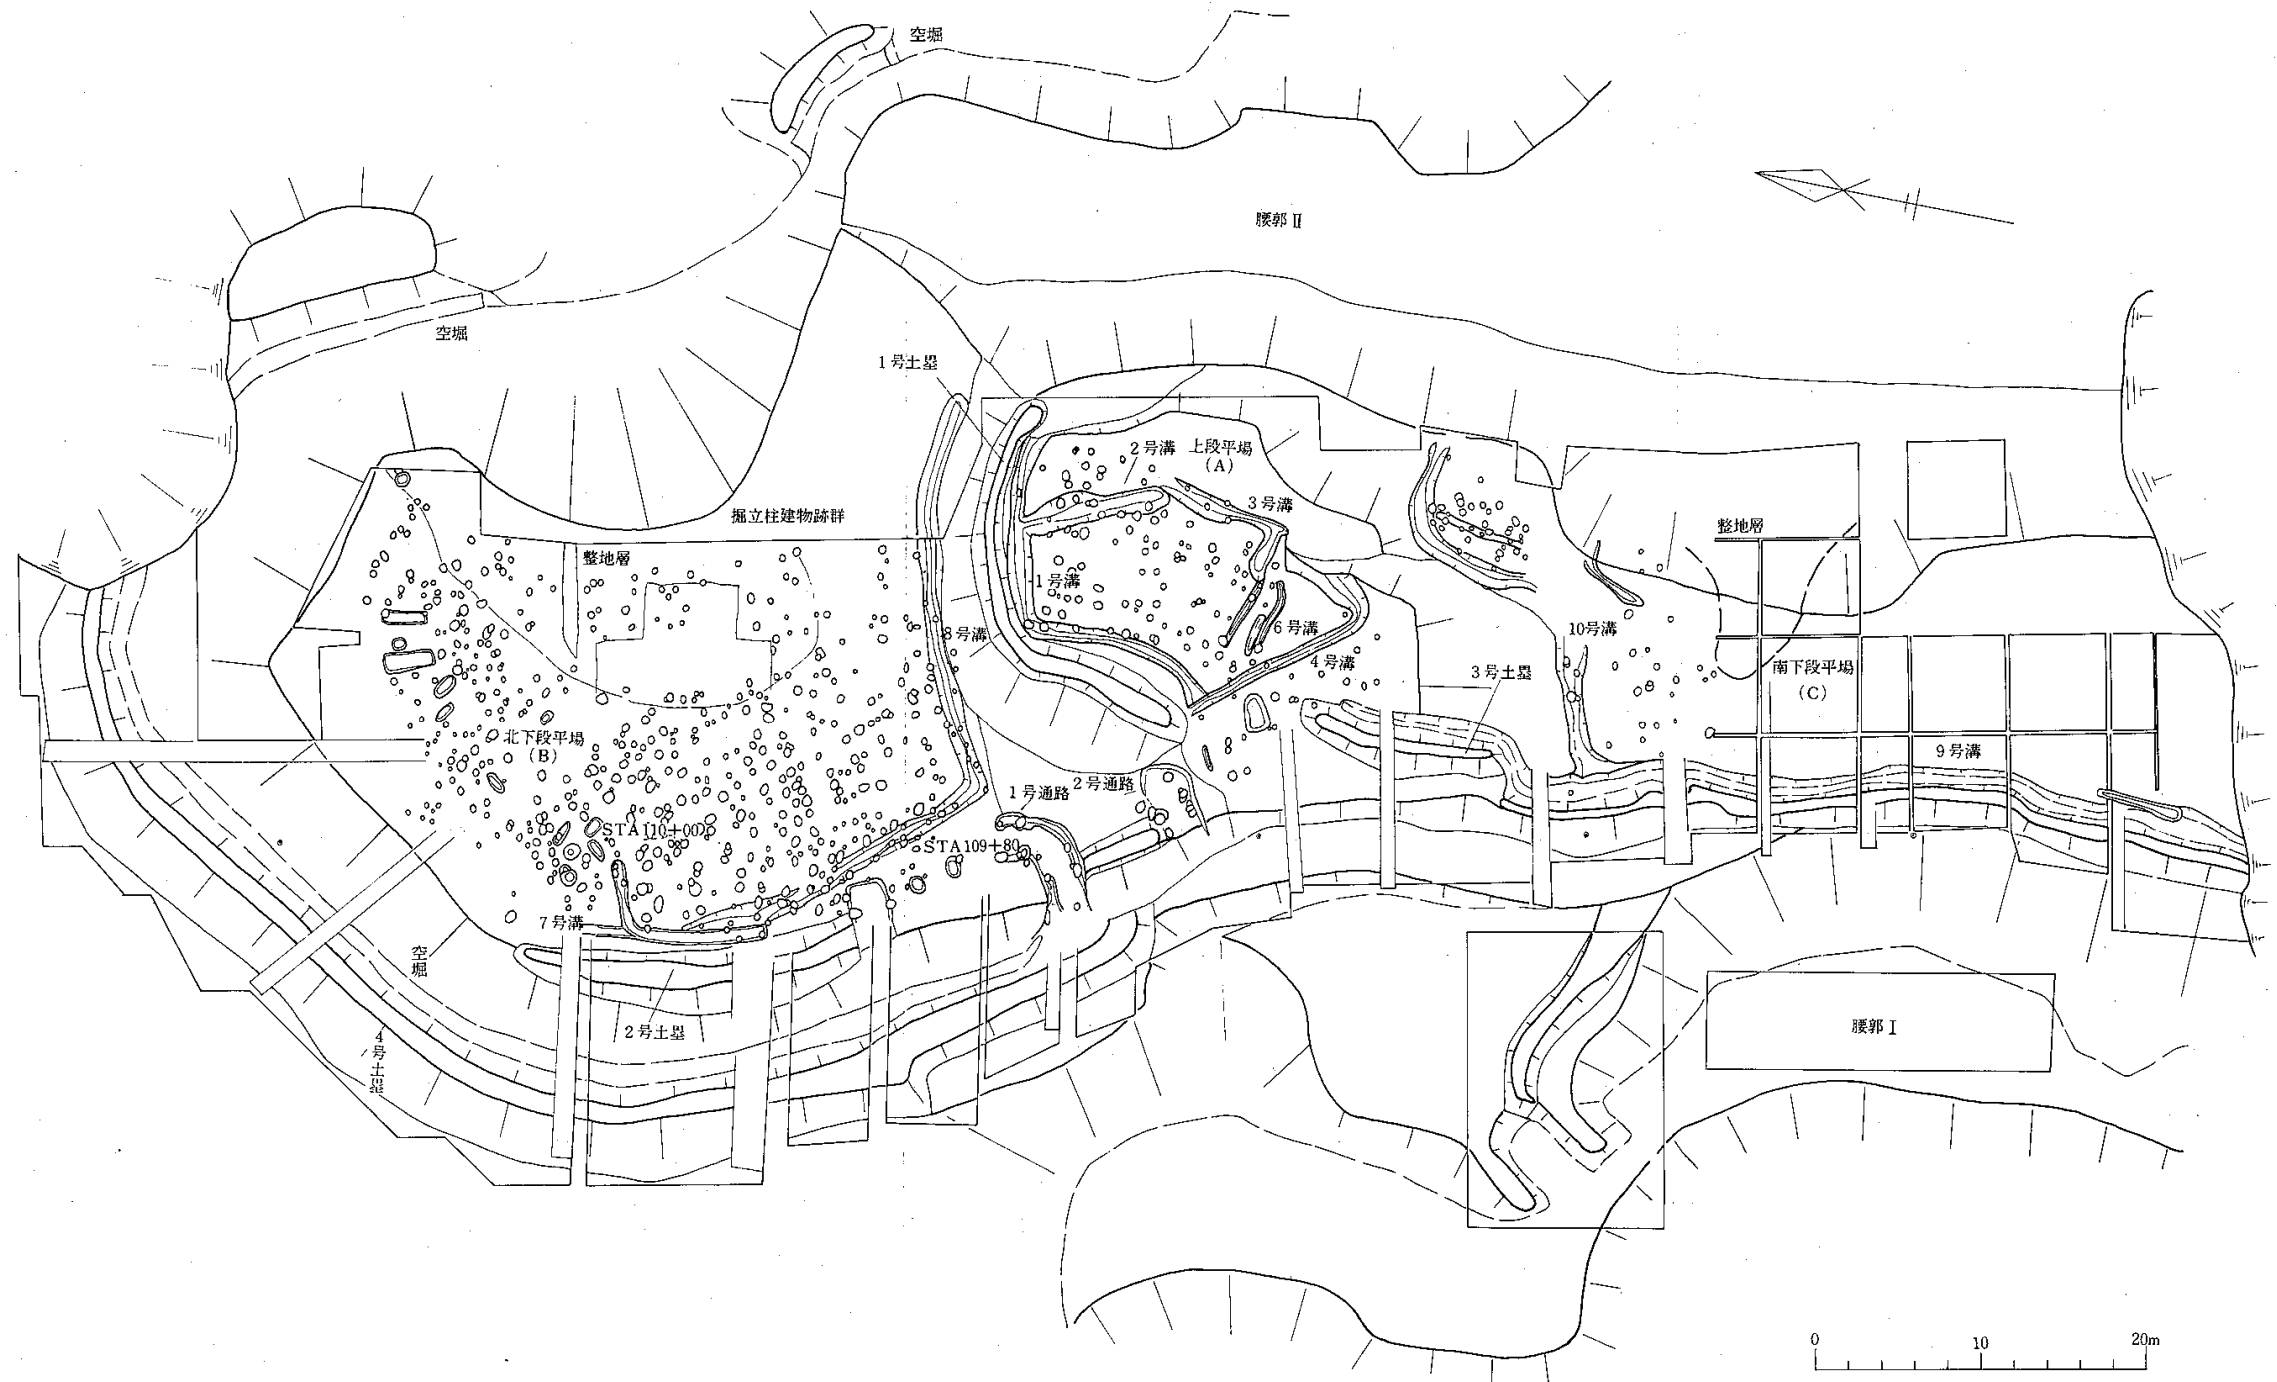 空堀
腰郭 II
空堀
1号土塁
2号溝
上段平場
(A)
3号溝
掘立柱建物跡群
整地層
整地層
1号溝
8号溝
6号溝
4号溝
10号溝
3号土塁
南下段平場
(C)
北下段平場
(B)
9号溝
1号通路
2号通路
STA110+00
STA109+80
7号溝
空堀
2号土塁
4号土塁
腰郭 I
0 10 20m